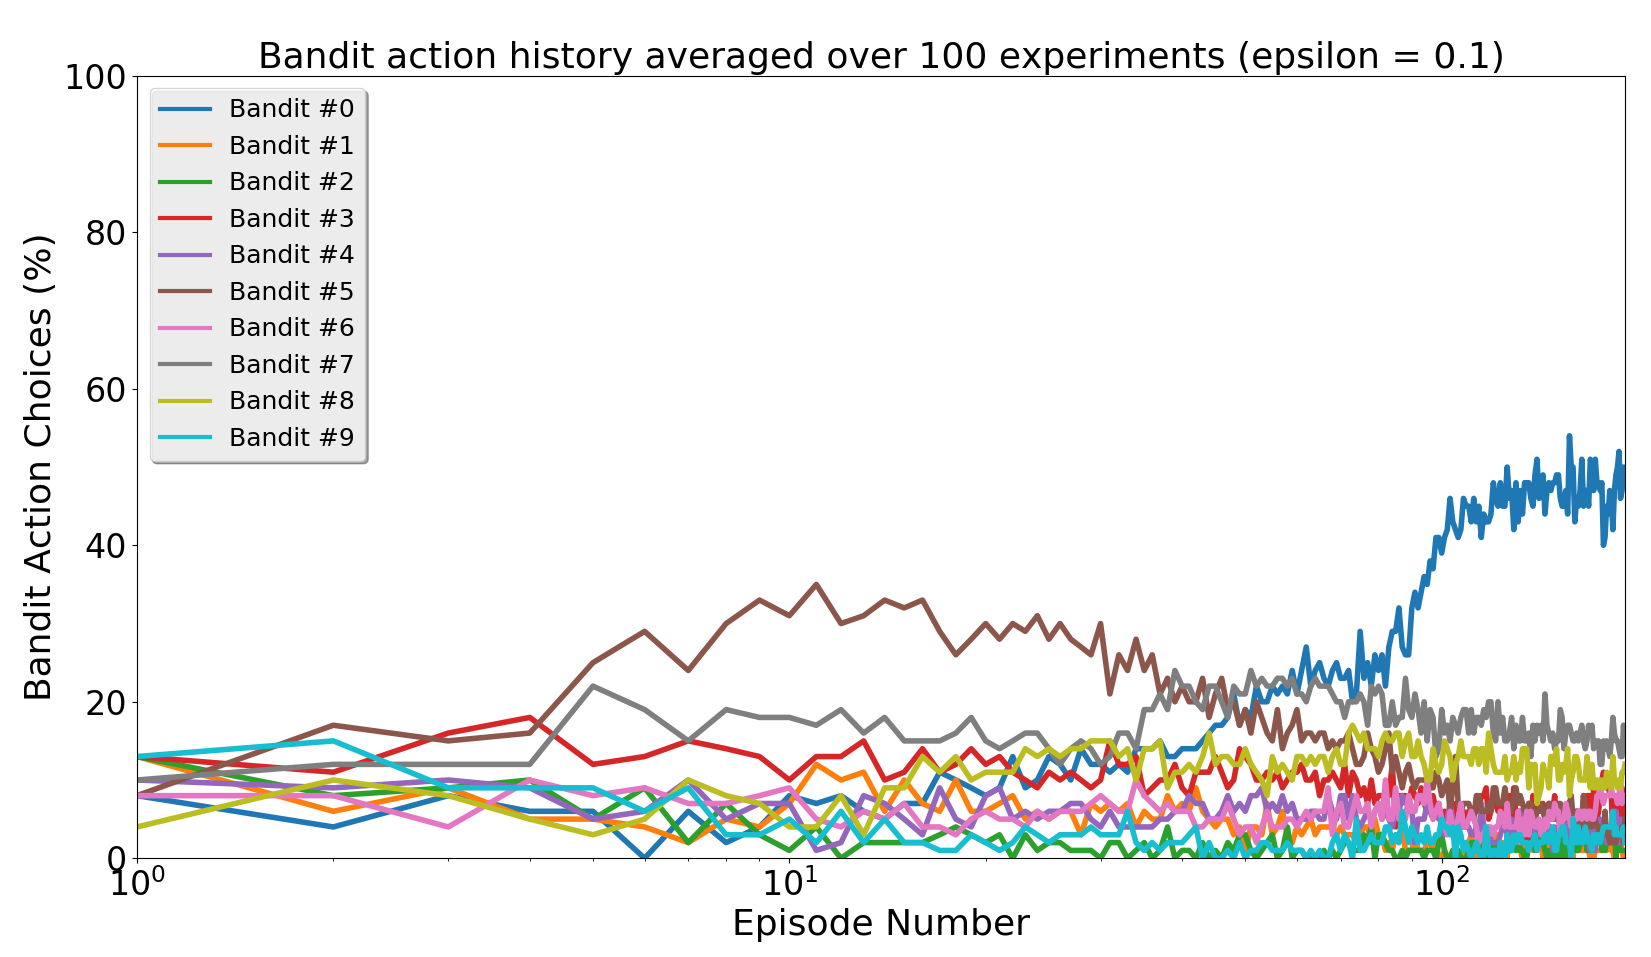 Bandit action history averaged over 100 experiments (epsilon = 0.1)
100
80
60
40
20
0
Bandit Action Choices (%)
Bandit #0
Bandit #1
Bandit #2
Bandit #3
Bandit #4
Bandit #5
Bandit #6
Bandit #7
Bandit #8
Bandit #9
10⁰ 10¹ 10²
Episode Number